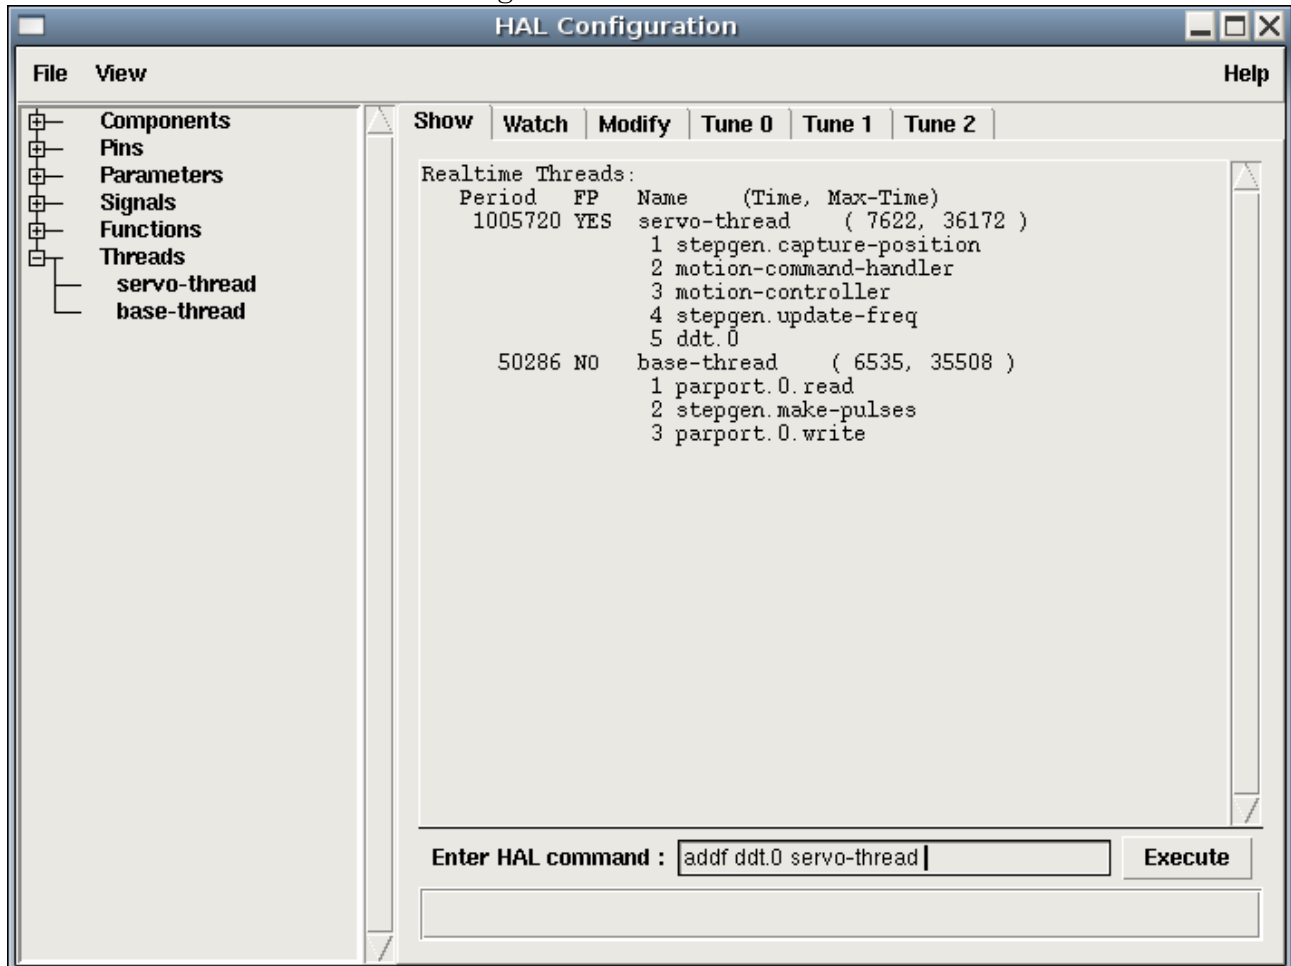 HAL Configuration
File View Help
Components
Pins
Parameters
Signals
Functions
Threads
servo-thread
base-thread
Show Watch Modify Tune 0 Tune 1 Tune 2
Realtime Threads:
Period FP Name (Time, Max-Time)
1005720 YES servo-thread ( 7622, 36172 )
1 stepgen.capture-position
2 motion-command-handler
3 motion-controller
4 stepgen.update-freq
5 ddt.0
50286 NO base-thread ( 6535, 35508 )
1 parport.0.read
2 stepgen.make-pulses
3 parport.0.write
Enter HAL command : addf ddt.0 servo-thread Execute